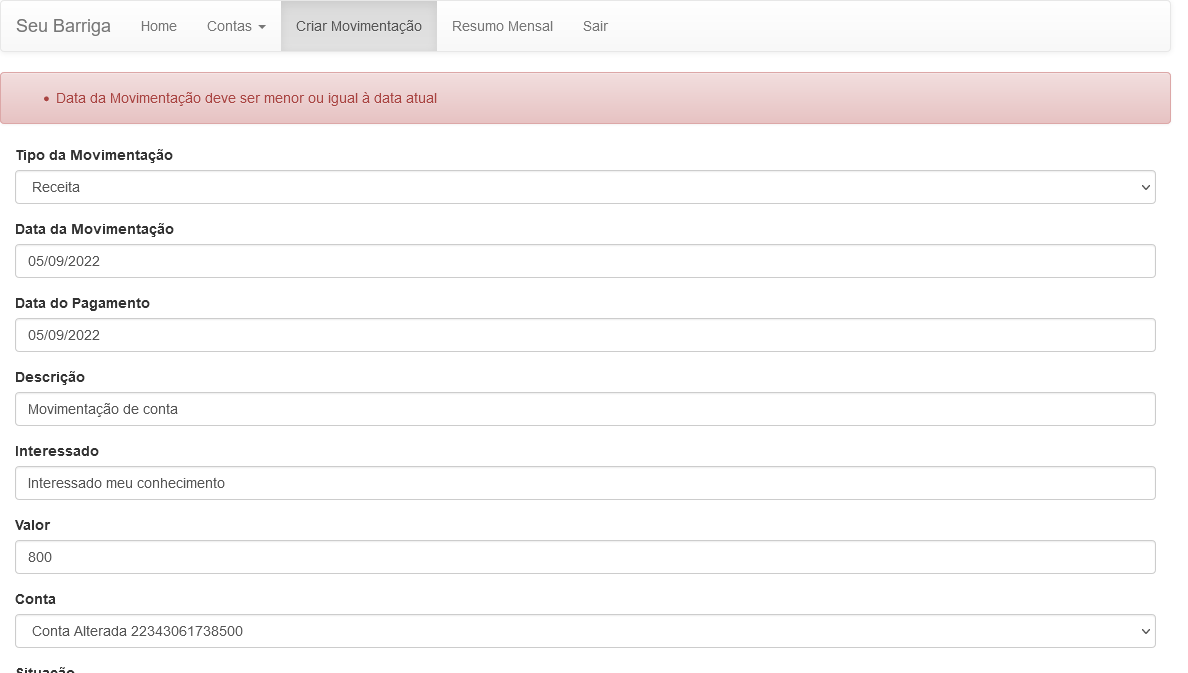 Seu Barriga Home Contas Criar Movimentação Resumo Mensal Sair
Data da Movimentação deve ser menor ou igual à data atual
Tipo da Movimentação
Receita
Data da Movimentação
05/09/2022
Data do Pagamento
05/09/2022
Descrição
Movimentação de conta
Interessado
Interessado meu conhecimento
Valor
800
Conta
Conta Alterada 22343061738500
Situação